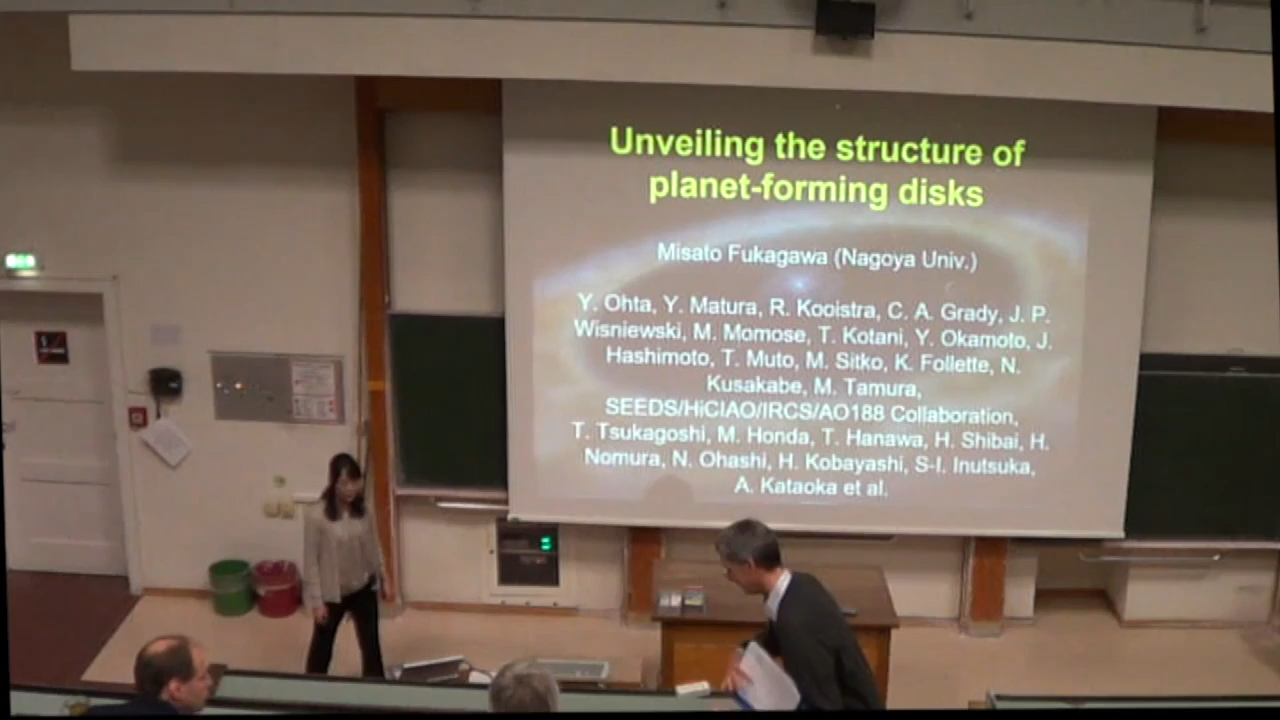 Unveiling the structure of
planet-forming disks
Misato Fukagawa (Nagoya Univ.)
Y. Ohta, Y. Matura, R. Kooistra, C. A. Grady, J. P.
Wisniewski, M. Momose, T. Kotani, Y. Okamoto, J.
Hashimoto, T. Muto, M. Sitko, K. Follette, N.
Kusakabe, M. Tamura,
SEEDS/HiCIAO/IRCS/AO188 Collaboration,
T. Tsukagoshi, M. Honda, T. Hanawa, H. Shibai, H.
Nomura, N. Ohashi, H. Kobayashi, S-I. Inutsuka,
A. Kataoka et al.